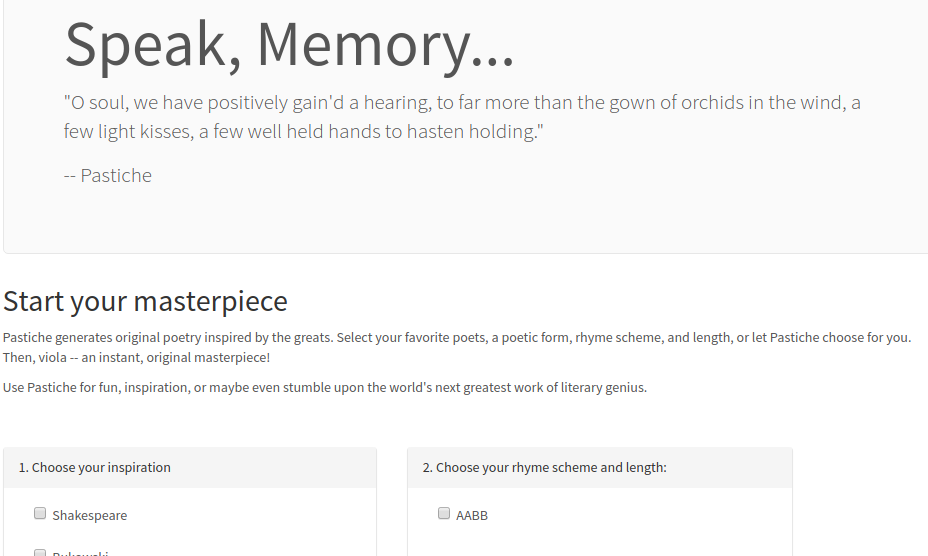 Speak, Memory...
"O soul, we have positively gain'd a hearing, to far more than the gown of orchids in the wind, a
few light kisses, a few well held hands to hasten holding."
-- Pastiche
Start your masterpiece
Pastiche generates original poetry inspired by the greats. Select your favorite poets, a poetic form, rhyme scheme, and length, or let Pastiche choose for you.
Then, viola -- an instant, original masterpiece!
Use Pastiche for fun, inspiration, or maybe even stumble upon the world's next greatest work of literary genius.
1. Choose your inspiration
2. Choose your rhyme scheme and length:
Shakespeare
AABB
Bukowski